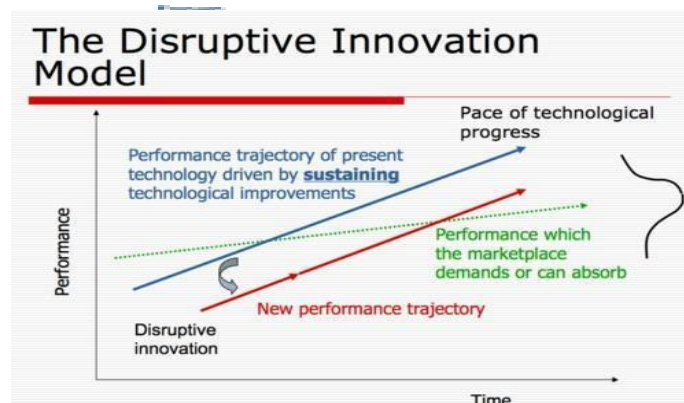 The Disruptive Innovation
Model
Pace of technological
progress
Performance trajectory of present
technology driven by sustaining
technological improvements
Performance
Performance which
the marketplace
demands or can absorb
New performance trajectory
Disruptive
innovation
Time